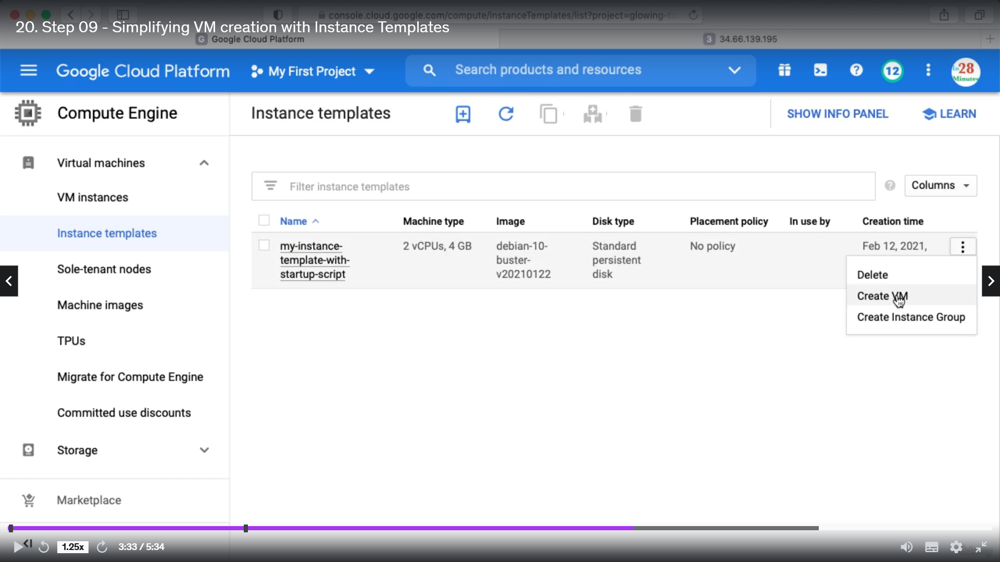 20. Step 09 - Simplifying VM creation with Instance Templates
console.cloud.google.com/compute/instanceTemplates/list?project=glowing-fu
G Google Cloud Platform
3 34.66.139.195
Google Cloud Platform
My First Project
Search products and resources
12
in 28 Minutes
Compute Engine
Instance templates
SHOW INFO PANEL
LEARN
Virtual machines
VM instances
Instance templates
Sole-tenant nodes
Machine images
TPUs
Migrate for Compute Engine
Committed use discounts
Storage
Marketplace
Filter instance templates
Columns
Name Machine type Image Disk type Placement policy In use by Creation time
my-instance- 2 vCPUs, 4 GB debian-10- Standard No policy Feb 12, 2021,
template-with- buster- persistent
startup-script v20210122 disk
Delete
Create VM
Create Instance Group
1.25x
3:33 / 5:34